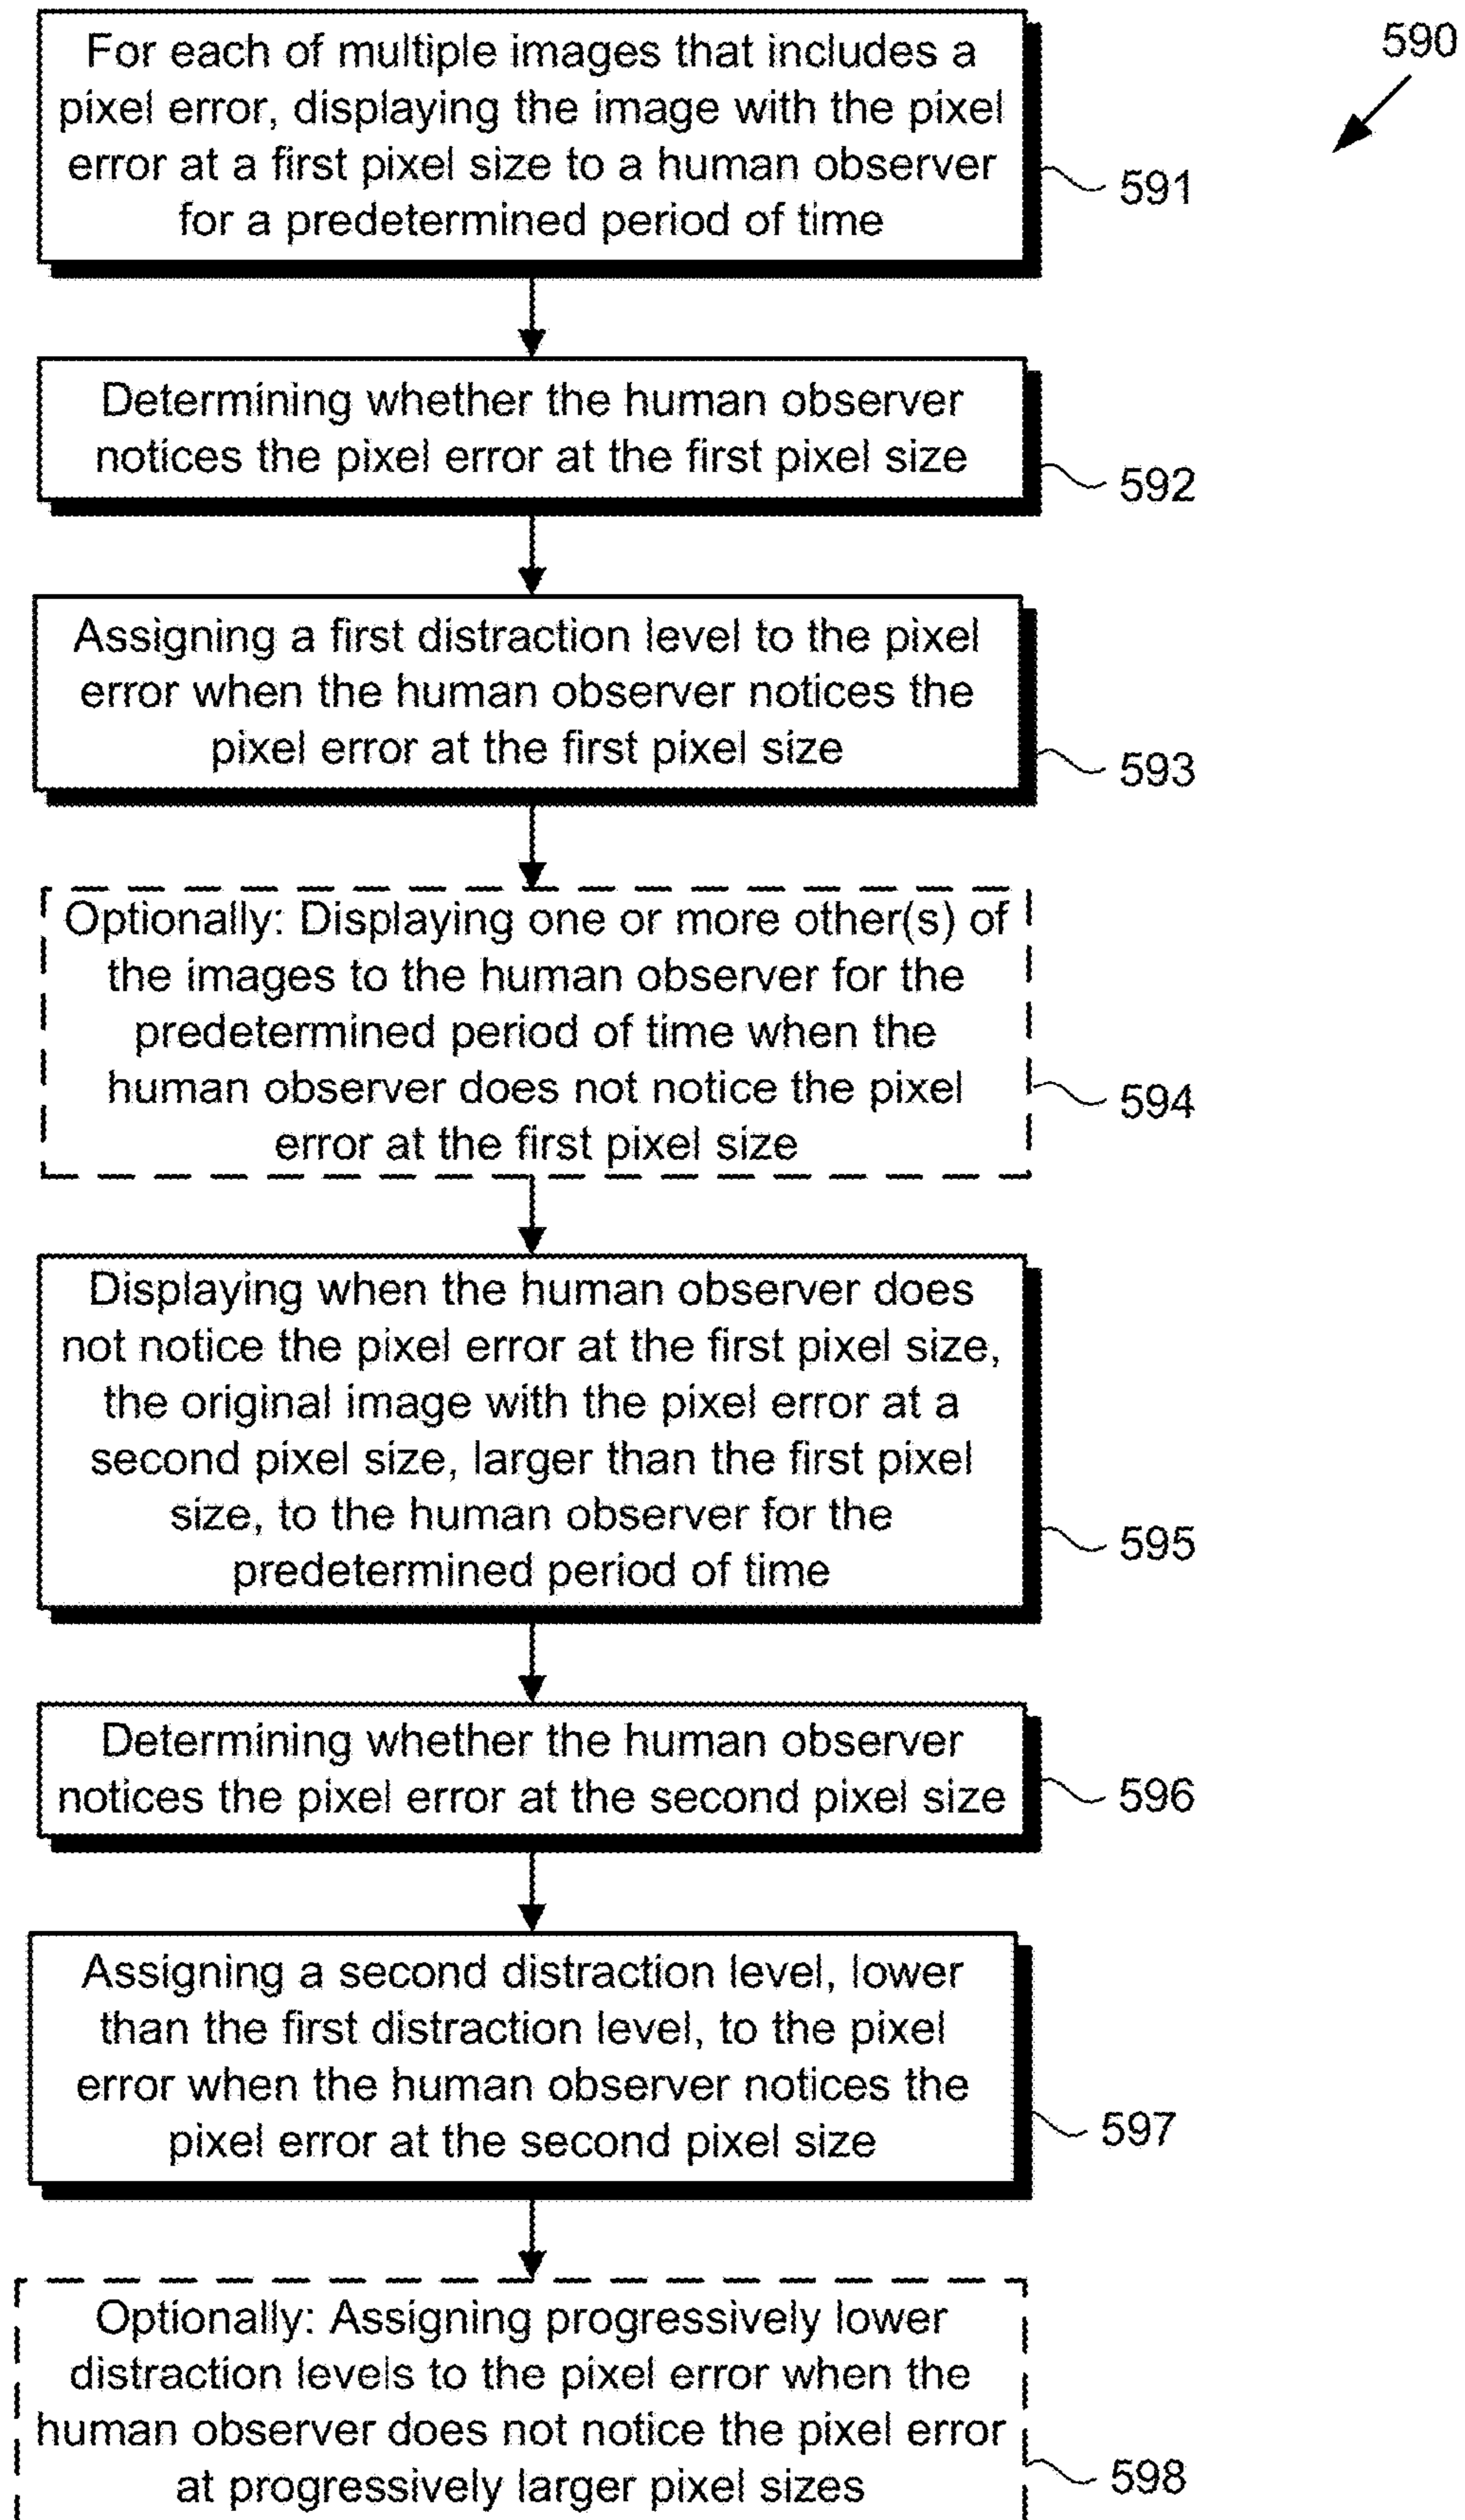 590
For each of multiple images that includes a
pixel error, displaying the image with the pixel
error at a first pixel size to a human observer
for a predetermined period of time
591
Determining whether the human observer
notices the pixel error at the first pixel size
592
Assigning a first distraction level to the pixel
error when the human observer notices the
pixel error at the first pixel size
593
Optionally: Displaying one or more other(s) of
the images to the human observer for the
predetermined period of time when the
human observer does not notice the pixel
error at the first pixel size
594
Displaying when the human observer does
not notice the pixel error at the first pixel size,
the original image with the pixel error at a
second pixel size, larger than the first pixel
size, to the human observer for the
predetermined period of time
595
Determining whether the human observer
notices the pixel error at the second pixel size
596
Assigning a second distraction level, lower
than the first distraction level, to the pixel
error when the human observer notices the
pixel error at the second pixel size
597
Optionally: Assigning progressively lower
distraction levels to the pixel error when the
human observer does not notice the pixel error
at progressively larger pixel sizes
598